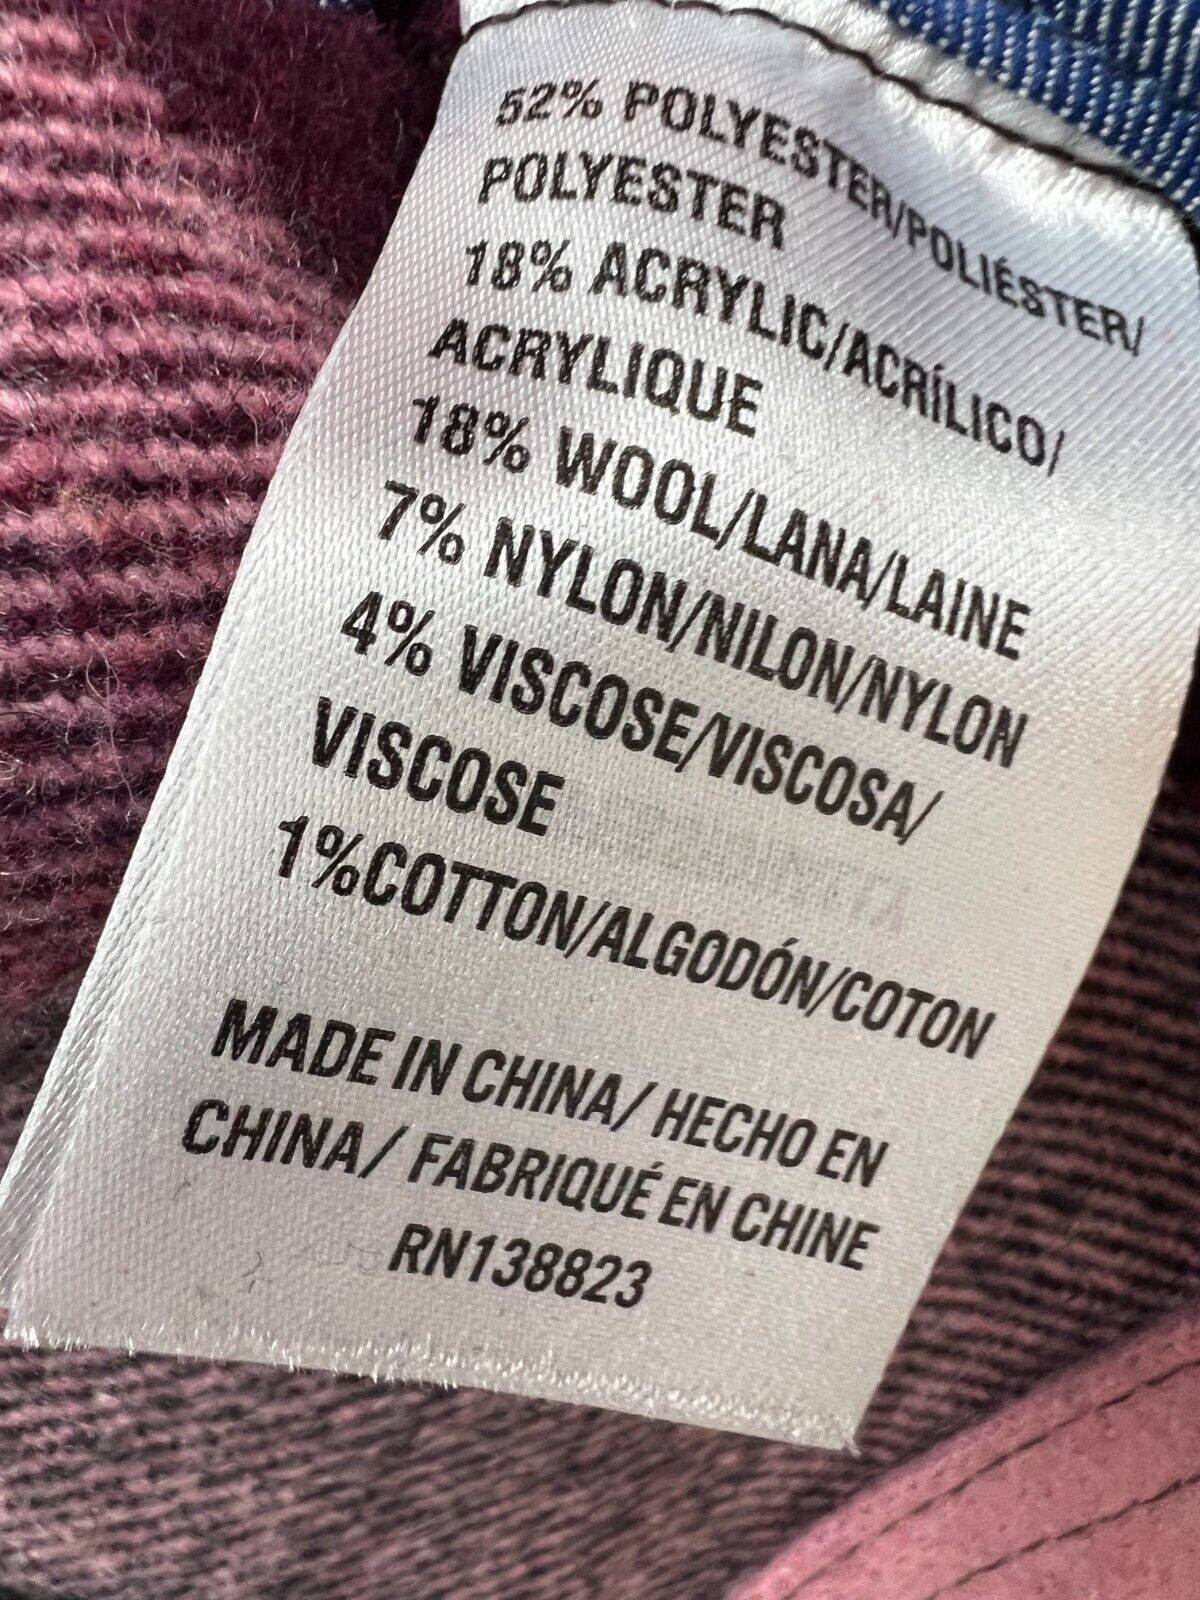 52% POLYESTER/POLIÉSTER/
POLYESTER
18% ACRYLIC/ACRÍLICO/
ACRYLIQUE
18% WOOL/LANA/LAINE
7% NYLON/NILON/NYLON
4% VISCOSE/VISCOSA/
VISCOSE
1%COTTON/ALGODÓN/COTON
MADE IN CHINA/ HECHO EN
CHINA/ FABRIQUÉ EN CHINE
RN138823